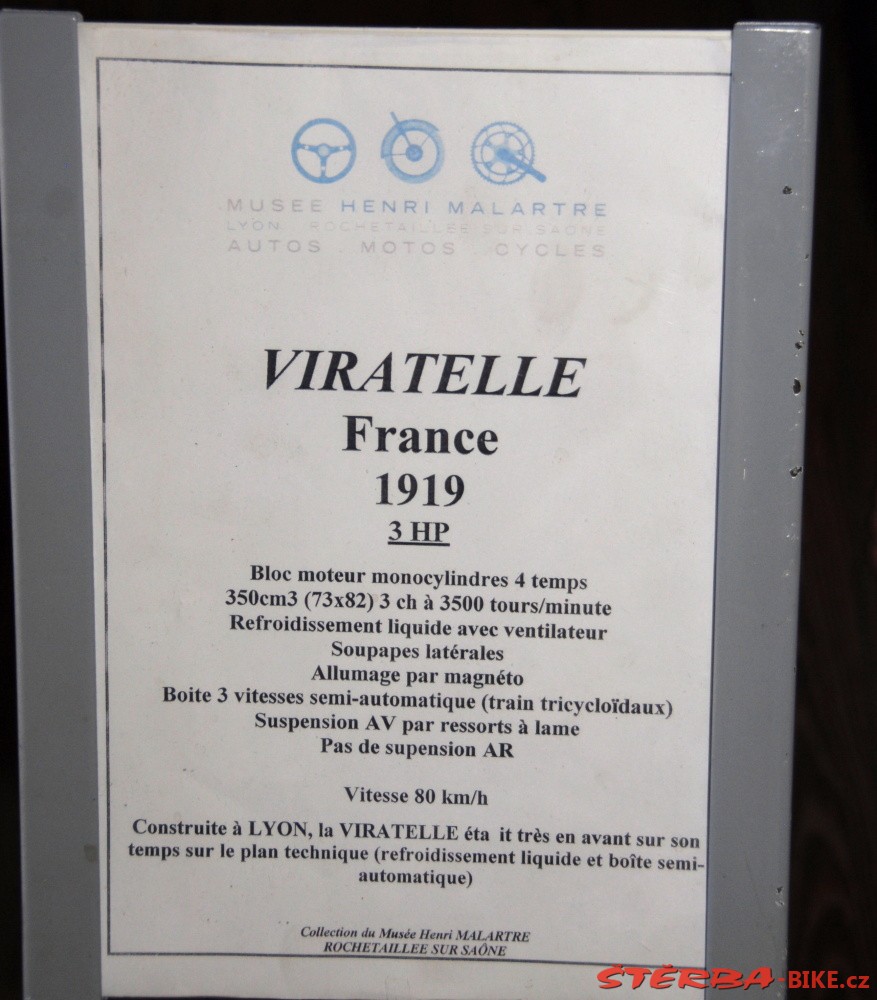 MUSEE HENRI MALARTRE
LYON . ROCHETAILLEE SUR SAÔNE
AUTOS . MOTOS . CYCLES
VIRATELLE
France
1919
3 HP
Bloc moteur monocylindres 4 temps
350cm3 (73x82) 3 ch à 3500 tours/minute
Refroidissement liquide avec ventilateur
Soupapes latérales
Allumage par magnéto
Boite 3 vitesses semi-automatique (train tricycloïdaux)
Suspension AV par ressorts à lame
Pas de supension AR
Vitesse 80 km/h
Construite à LYON, la VIRATELLE éta it très en avant sur son
temps sur le plan technique (refroidissement liquide et boîte semi-
automatique)
Collection du Musée Henri MALARTRE
ROCHETAILLEE SUR SAÔNE
ŠTĚRBA-BIKE.cz